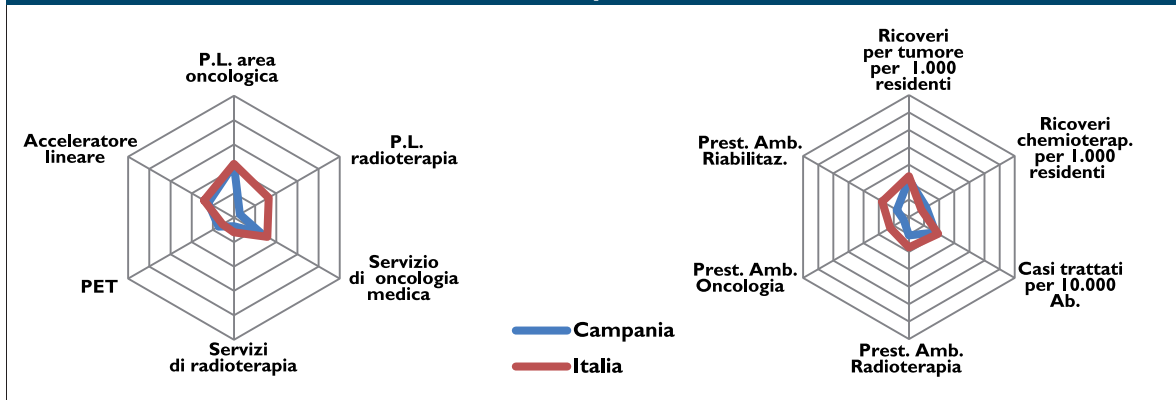 P.L. area
oncologica
P.L.
radioterapia
Servizio
di oncologia
medica
Servizi
di radioterapia
PET
Acceleratore
lineare
Campania
Italia
Ricoveri
per tumore
per 1.000
residenti
Ricoveri
chemioterap.
per 1.000
residenti
Casi trattati
per 10.000
Ab.
Prest. Amb.
Radioterapia
Prest. Amb.
Oncologia
Prest. Amb.
Riabilitaz.